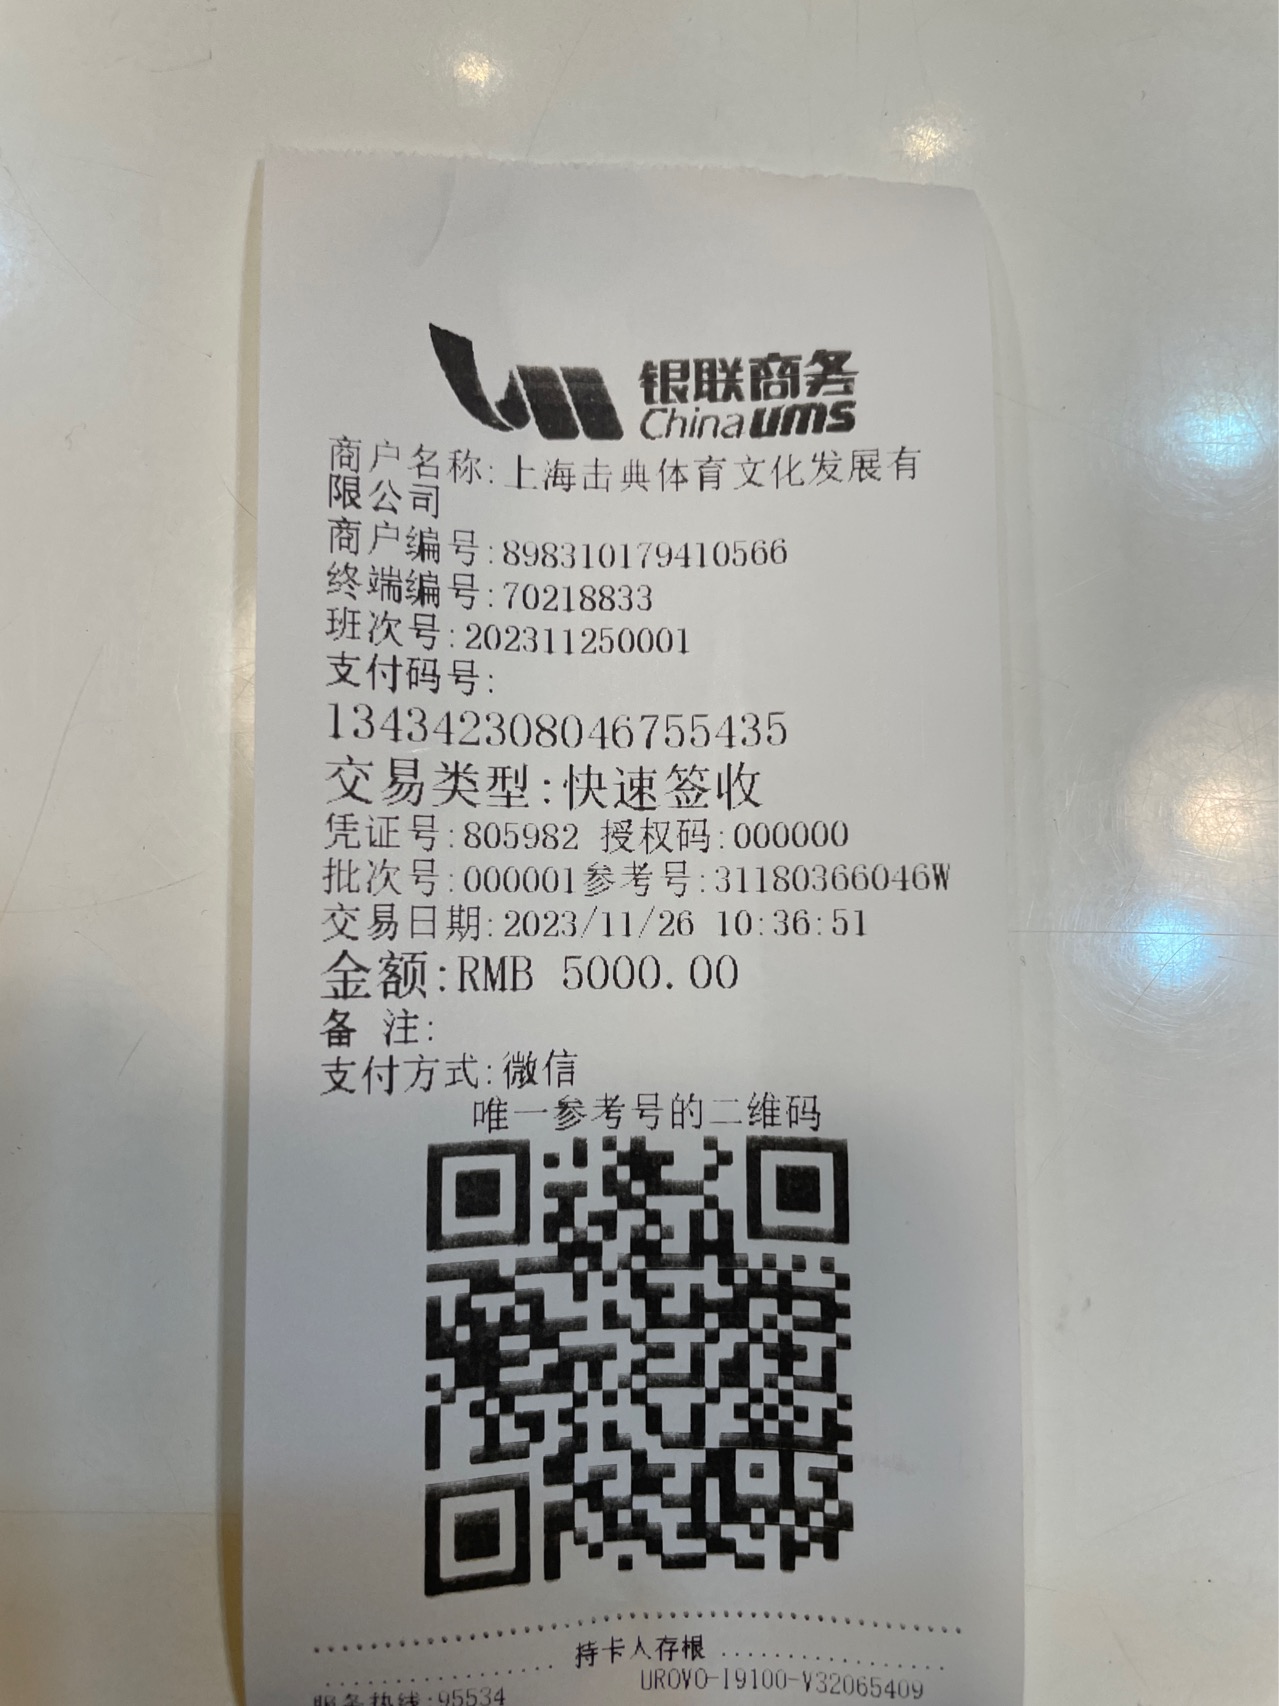 银联商务
China ums
商户名称:上海击典体育文化发展有
限公司
商户编号:898310179410566
终端编号:70218833
班次号:202311250001
支付码号:
134342308046755435
交易类型:快速签收
凭证号:805982 授权码:000000
批次号:000001参考号:31180366046W
交易日期:2023/11/26 10:36:51
金额:RMB 5000.00
备 注:
支付方式:微信
唯一参考号的二维码
持卡人存根
UROVO-I9100-V32065409
服务热线:95534